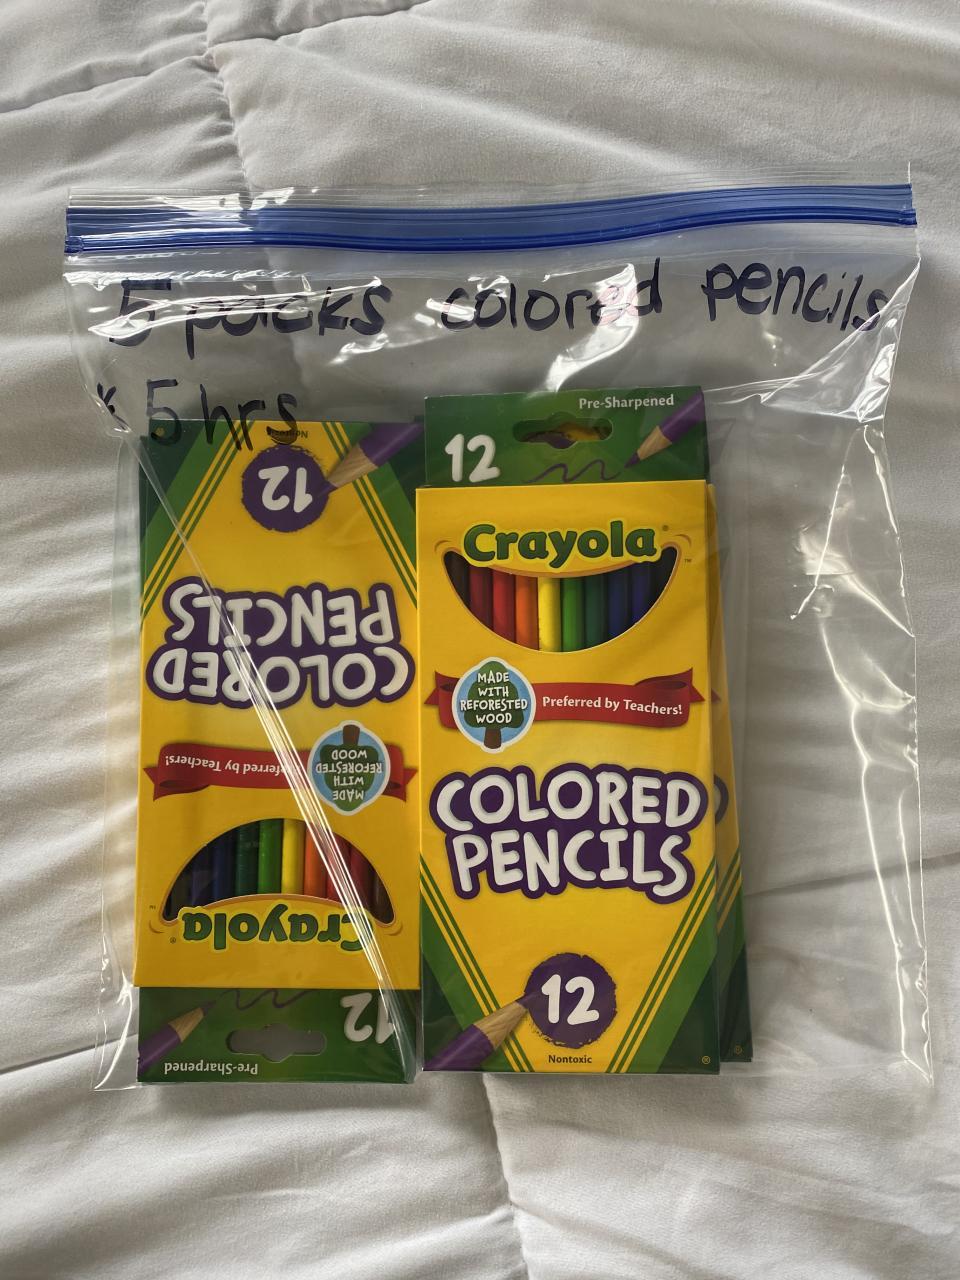 5 packs colored pencils
* 5 hrs
Nontoxic
12
COLORED
PENCILS
MADE
WITH
REFORESTED
WOOD
Preferred by Teachers!
Crayola
12
Pre-Sharpened
Pre-Sharpened
12
Crayola
MADE
WITH
REFORESTED
WOOD
Preferred by Teachers!
COLORED
PENCILS
12
Nontoxic